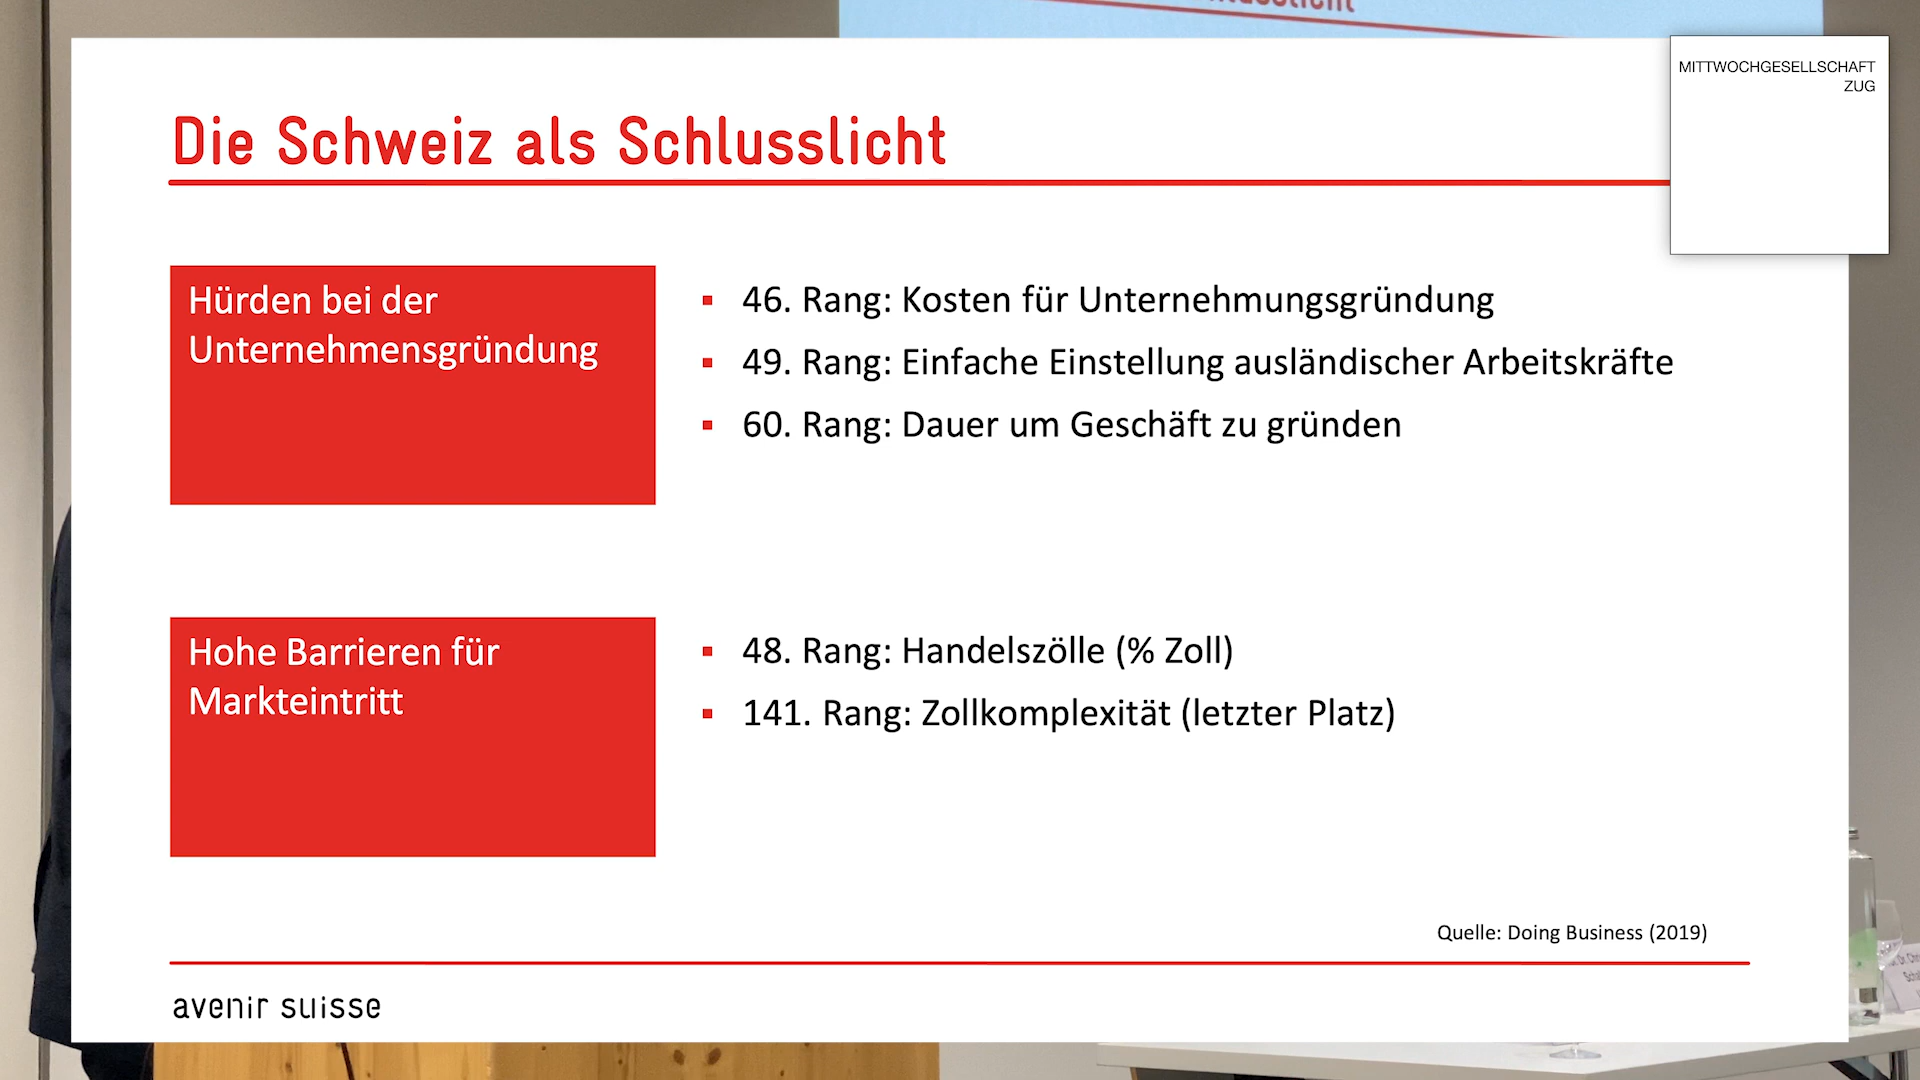 MITTWOCHGESELLSCHAFT
ZUG
Die Schweiz als Schlusslicht
Hürden bei der
Unternehmensgründung
▪ 46. Rang: Kosten für Unternehmungsgründung
▪ 49. Rang: Einfache Einstellung ausländischer Arbeitskräfte
▪ 60. Rang: Dauer um Geschäft zu gründen
Hohe Barrieren für
Markteintritt
▪ 48. Rang: Handelszölle (% Zoll)
▪ 141. Rang: Zollkomplexität (letzter Platz)
Quelle: Doing Business (2019)
avenir suisse